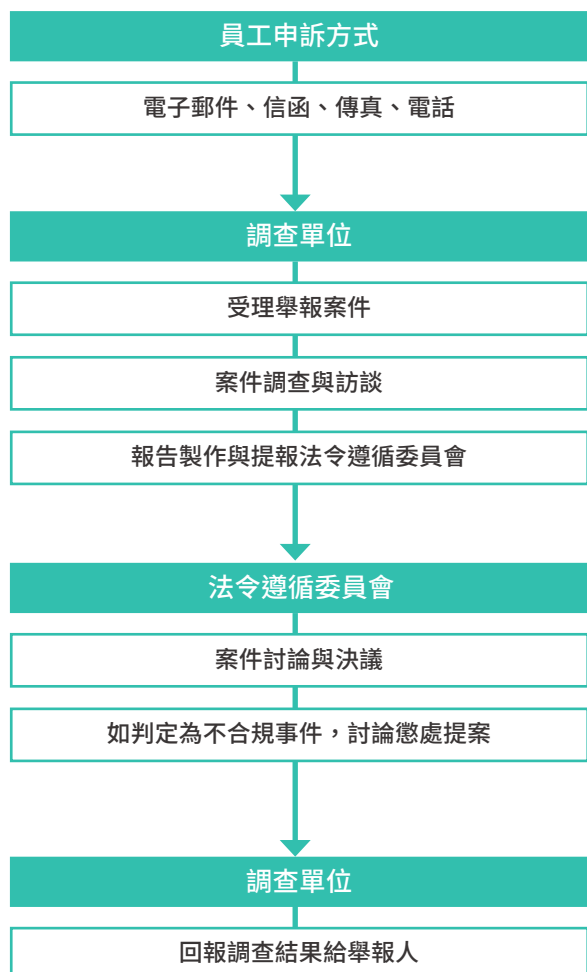 員工申訴方式
電子郵件、信函、傳真、電話
調查單位
受理舉報案件
案件調查與訪談
報告製作與提報法令遵循委員會
法令遵循委員會
案件討論與決議
如判定為不合規事件，討論懲處提案
調查單位
回報調查結果給舉報人